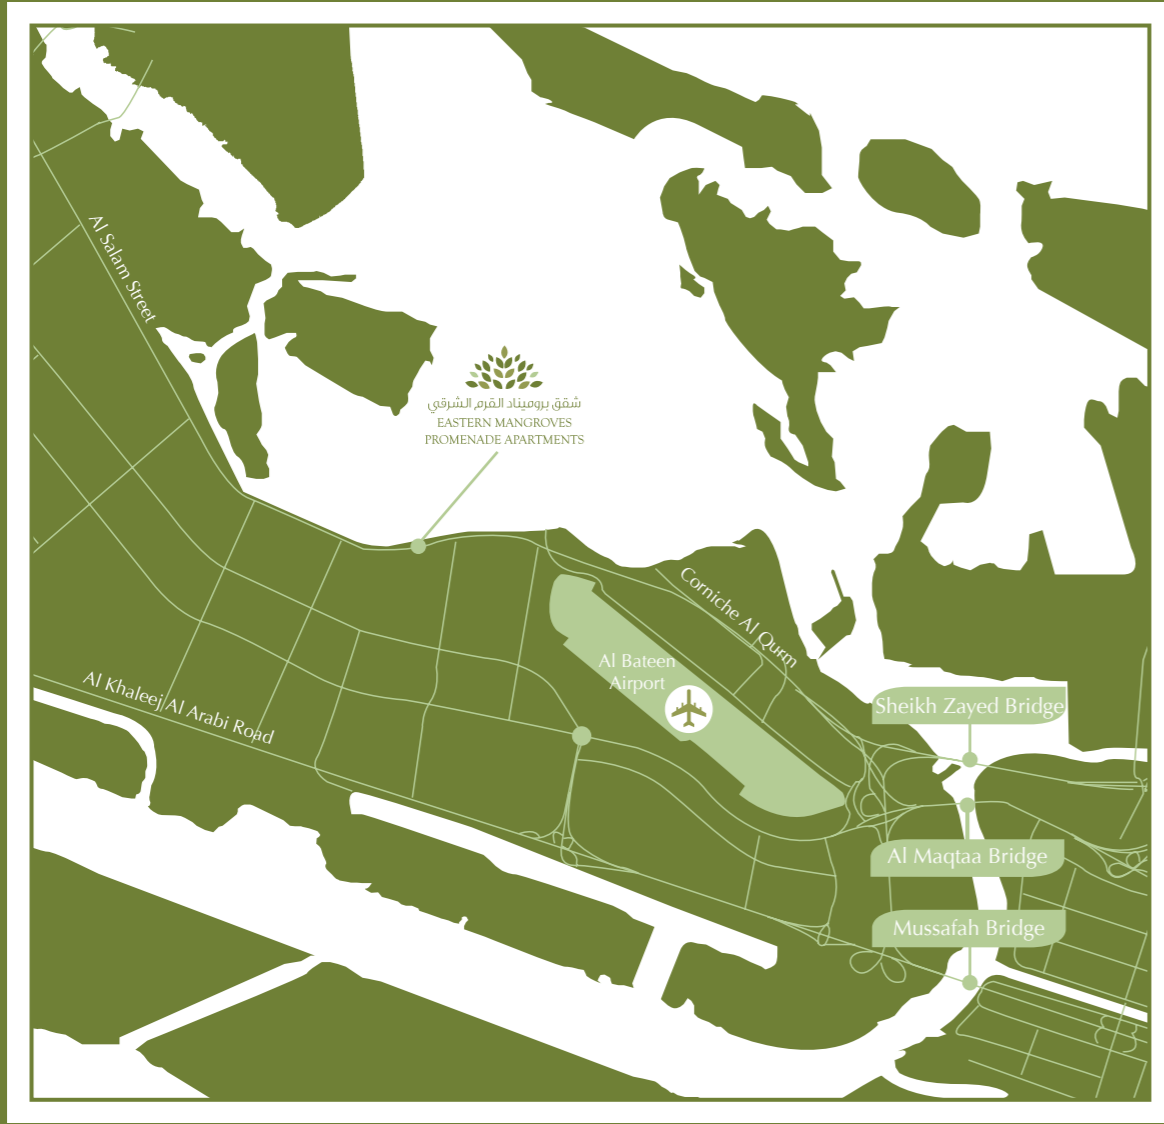 Al Salam Street
شقق بروميناد القرم الشرقي
EASTERN MANGROVES
PROMENADE APARTMENTS
Corniche Al Qurm
Al Bateen
Airport
Al Khaleej Al Arabi Road
Sheikh Zayed Bridge
Al Maqtaa Bridge
Mussafah Bridge